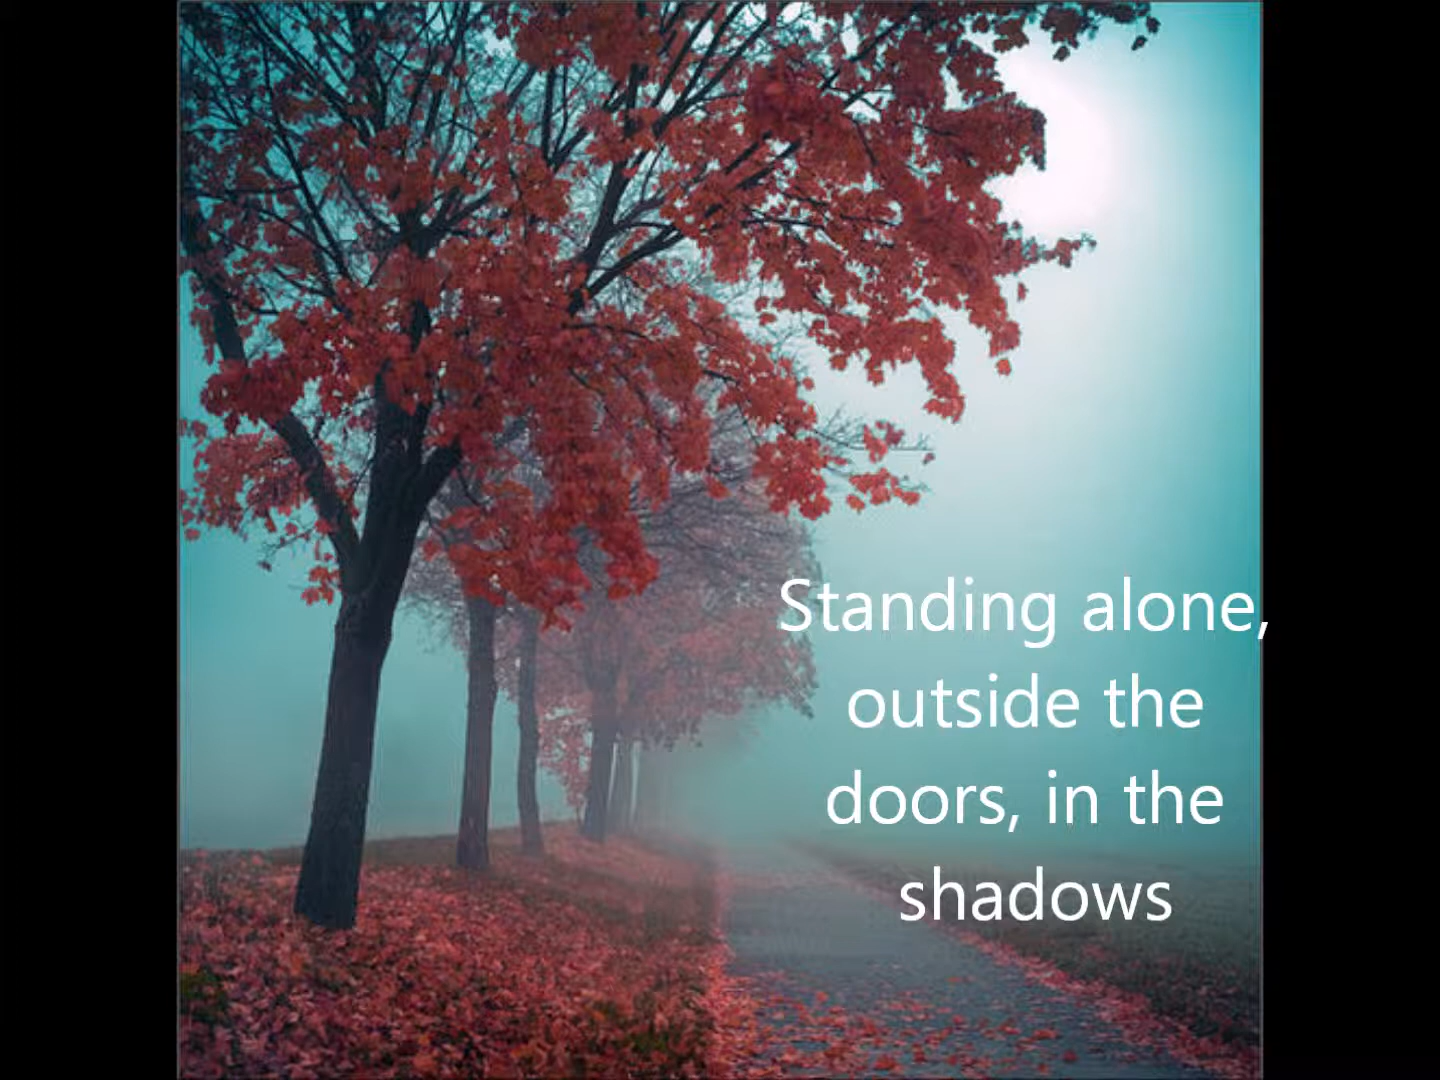 Standing alone,
outside the
doors, in the
shadows